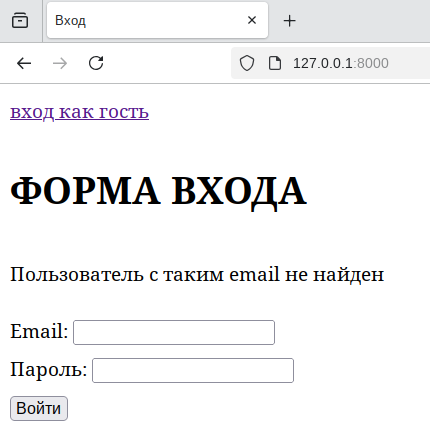 Вход
127.0.0.1:8000
вход как гость
ФОРМА ВХОДА
Пользователь с таким email не найден
Email:
Пароль:
Войти